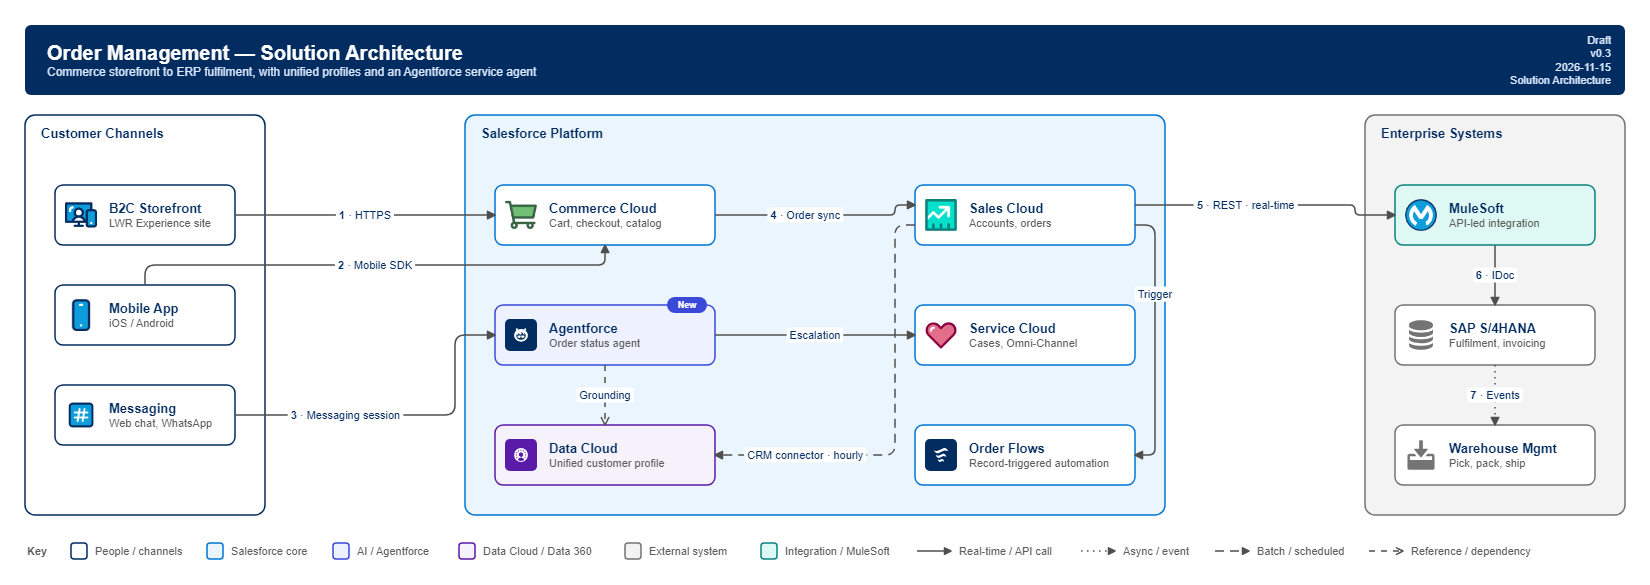 Order Management — Solution Architecture
Commerce storefront to ERP fulfilment, with unified profiles and an Agentforce service agent
Draft
v0.3
2026-11-15
Solution Architecture
Customer Channels
B2C Storefront
LWR Experience site
Mobile App
iOS / Android
Messaging
Web chat, WhatsApp
1 · HTTPS
2 · Mobile SDK
3 · Messaging session
Salesforce Platform
Commerce Cloud
Cart, checkout, catalog
4 · Order sync
Sales Cloud
Accounts, orders
New
Agentforce
Order status agent
Escalation
Service Cloud
Cases, Omni-Channel
Trigger
Grounding
Data Cloud
Unified customer profile
CRM connector · hourly
Order Flows
Record-triggered automation
5 · REST · real-time
Enterprise Systems
MuleSoft
API-led integration
6 · IDoc
SAP S/4HANA
Fulfilment, invoicing
7 · Events
Warehouse Mgmt
Pick, pack, ship
Key
People / channels
Salesforce core
AI / Agentforce
Data Cloud / Data 360
External system
Integration / MuleSoft
Real-time / API call
Async / event
Batch / scheduled
Reference / dependency